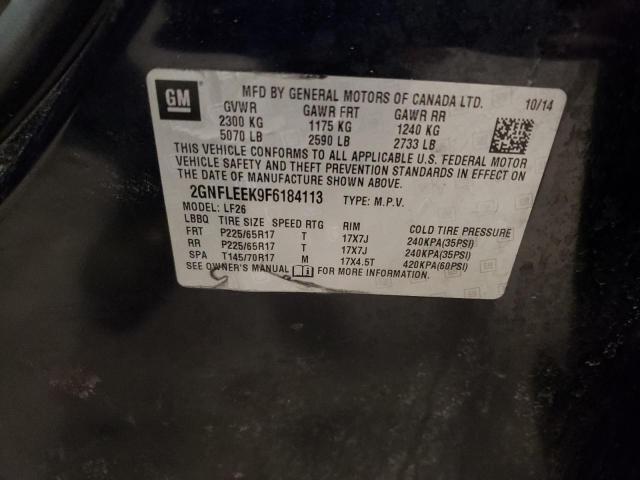 GM
MFD BY GENERAL MOTORS OF CANADA LTD. 10/14
GVWR GAWR FRT GAWR RR
2300 KG 1175 KG 1240 KG
5070 LB 2590 LB 2733 LB
THIS VEHICLE CONFORMS TO ALL APPLICABLE U.S. FEDERAL MOTOR
VEHICLE SAFETY AND THEFT PREVENTION STANDARDS IN EFFECT ON
THE DATE OF MANUFACTURE SHOWN ABOVE.
2GNFLEEK9F6184113 TYPE: M.P.V.
MODEL: LF26
LBBQ TIRE SIZE SPEED RTG RIM COLD TIRE PRESSURE
FRT P225/65R17 T 17X7J 240KPA(35PSI)
RR P225/65R17 T 17X7J 240KPA(35PSI)
SPA T145/70R17 M 17X4.5T 420KPA(60PSI)
SEE OWNER'S MANUAL FOR MORE INFORMATION.